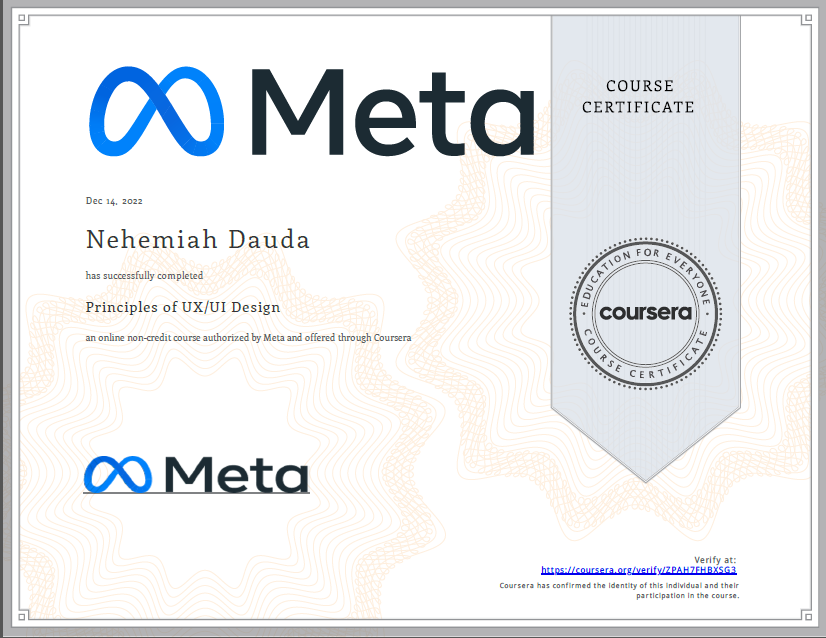 Meta
COURSE
CERTIFICATE
Dec 14, 2022
Nehemiah Dauda
has successfully completed
Principles of UX/UI Design
an online non-credit course authorized by Meta and offered through Coursera
EDUCATION FOR EVERYONE
coursera
COURSE CERTIFICATE
Meta
Verify at:
https://coursera.org/verify/ZPAH7FHBXSG3
Coursera has confirmed the identity of this individual and their
participation in the course.